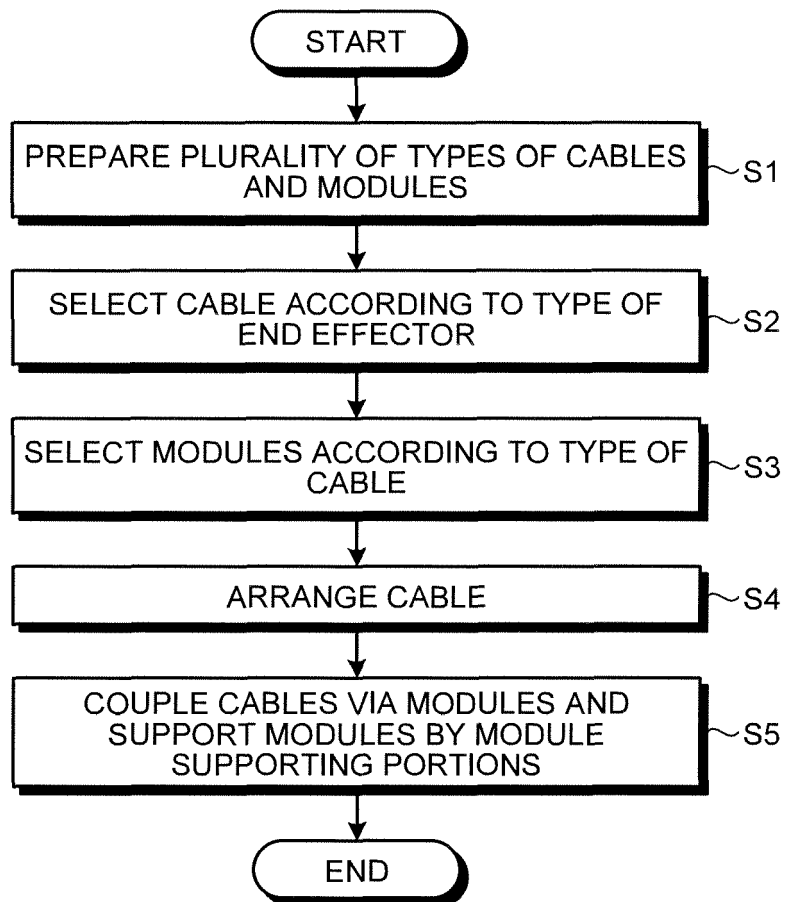 START
PREPARE PLURALITY OF TYPES OF CABLES
AND MODULES
S1
SELECT CABLE ACCORDING TO TYPE OF
END EFFECTOR
S2
SELECT MODULES ACCORDING TO TYPE OF
CABLE
S3
ARRANGE CABLE
S4
COUPLE CABLES VIA MODULES AND
SUPPORT MODULES BY MODULE
SUPPORTING PORTIONS
S5
END